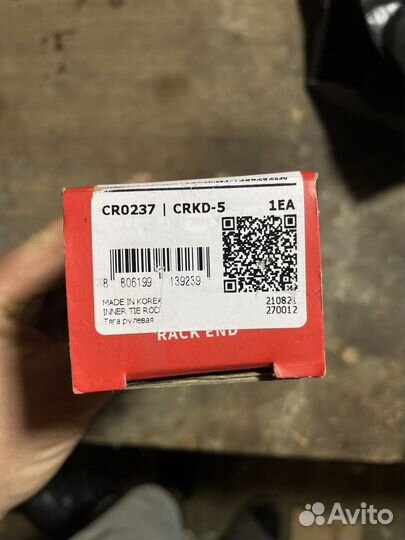 CR0237 | CRKD-5 1EA
8 806199 139239
MADE IN KOREA 210821
INNER TIE ROD 270012
Тяга рулевая
RACK END
Avito